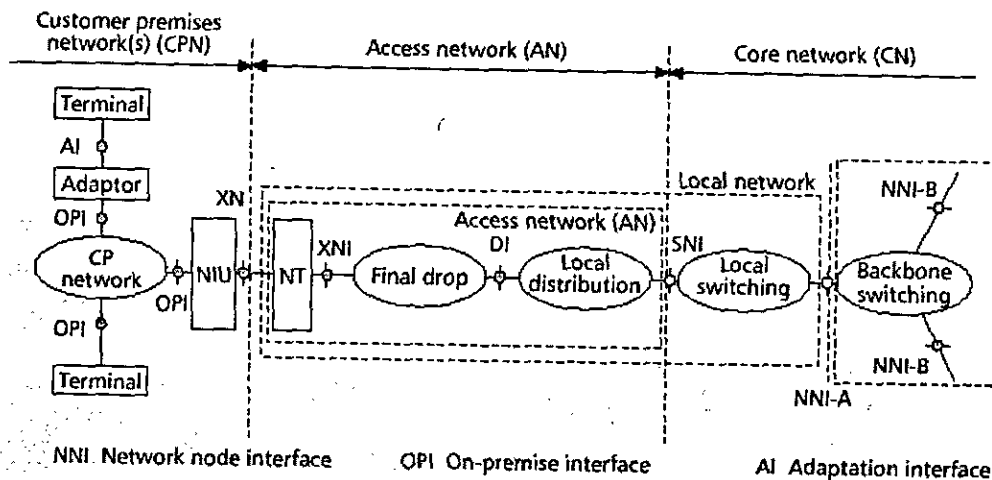 Customer premises
network(s) (CPN)
Access network (AN)
Core network (CN)
Terminal
AI
Adaptor
OPI
CP
network
OPI
Terminal
OPI
NIU
XN
NT
XNI
Final drop
DI
Local
distribution
Access network (AN)
Local network
SNI
Local
switching
NNI-A
NNI-B
Backbone
switching
NNI-B
NNI Network node interface
OPI On-premise interface
AI Adaptation interface